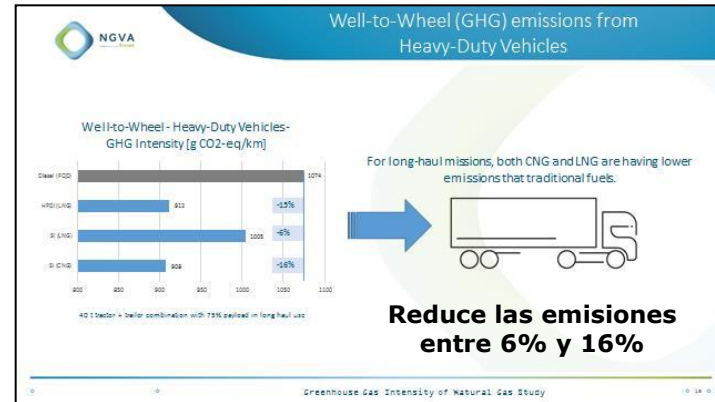 NGVA
Well-to-Wheel (GHG) emissions from
Heavy-Duty Vehicles
Well-to-Wheel - Heavy-Duty Vehicles-
GHG Intensity [g CO2-eq/km]
Diesel (FQD)
1074
HPDI (LNG)
912
-15%
SI (LNG)
1005
-6%
SI (CNG)
908
-16%
800 850 900 950 1000 1050 1100
40 t tractor + trailer combination with 75% payload in long haul use
For long-haul missions, both CNG and LNG are having lower
emissions that traditional fuels.
Reduce las emisiones
entre 6% y 16%
Greenhouse Gas Intensity of Natural Gas Study